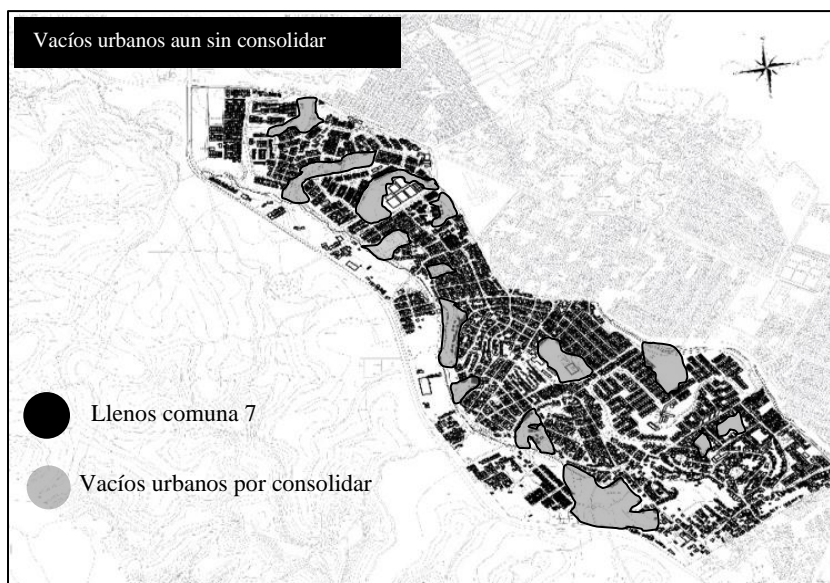 Vacíos urbanos aun sin consolidar
Llenos comuna 7
Vacíos urbanos por consolidar